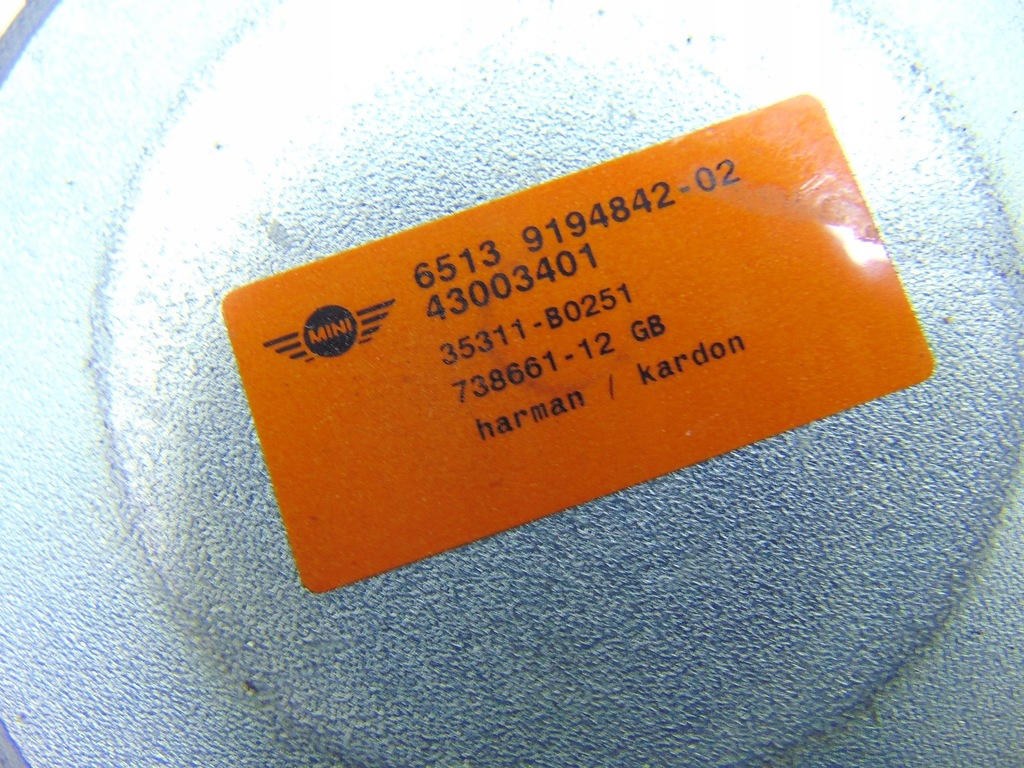 MINI
6513 9194842-02
43003401
35311-B0251
738661-12 GB
harman / kardon